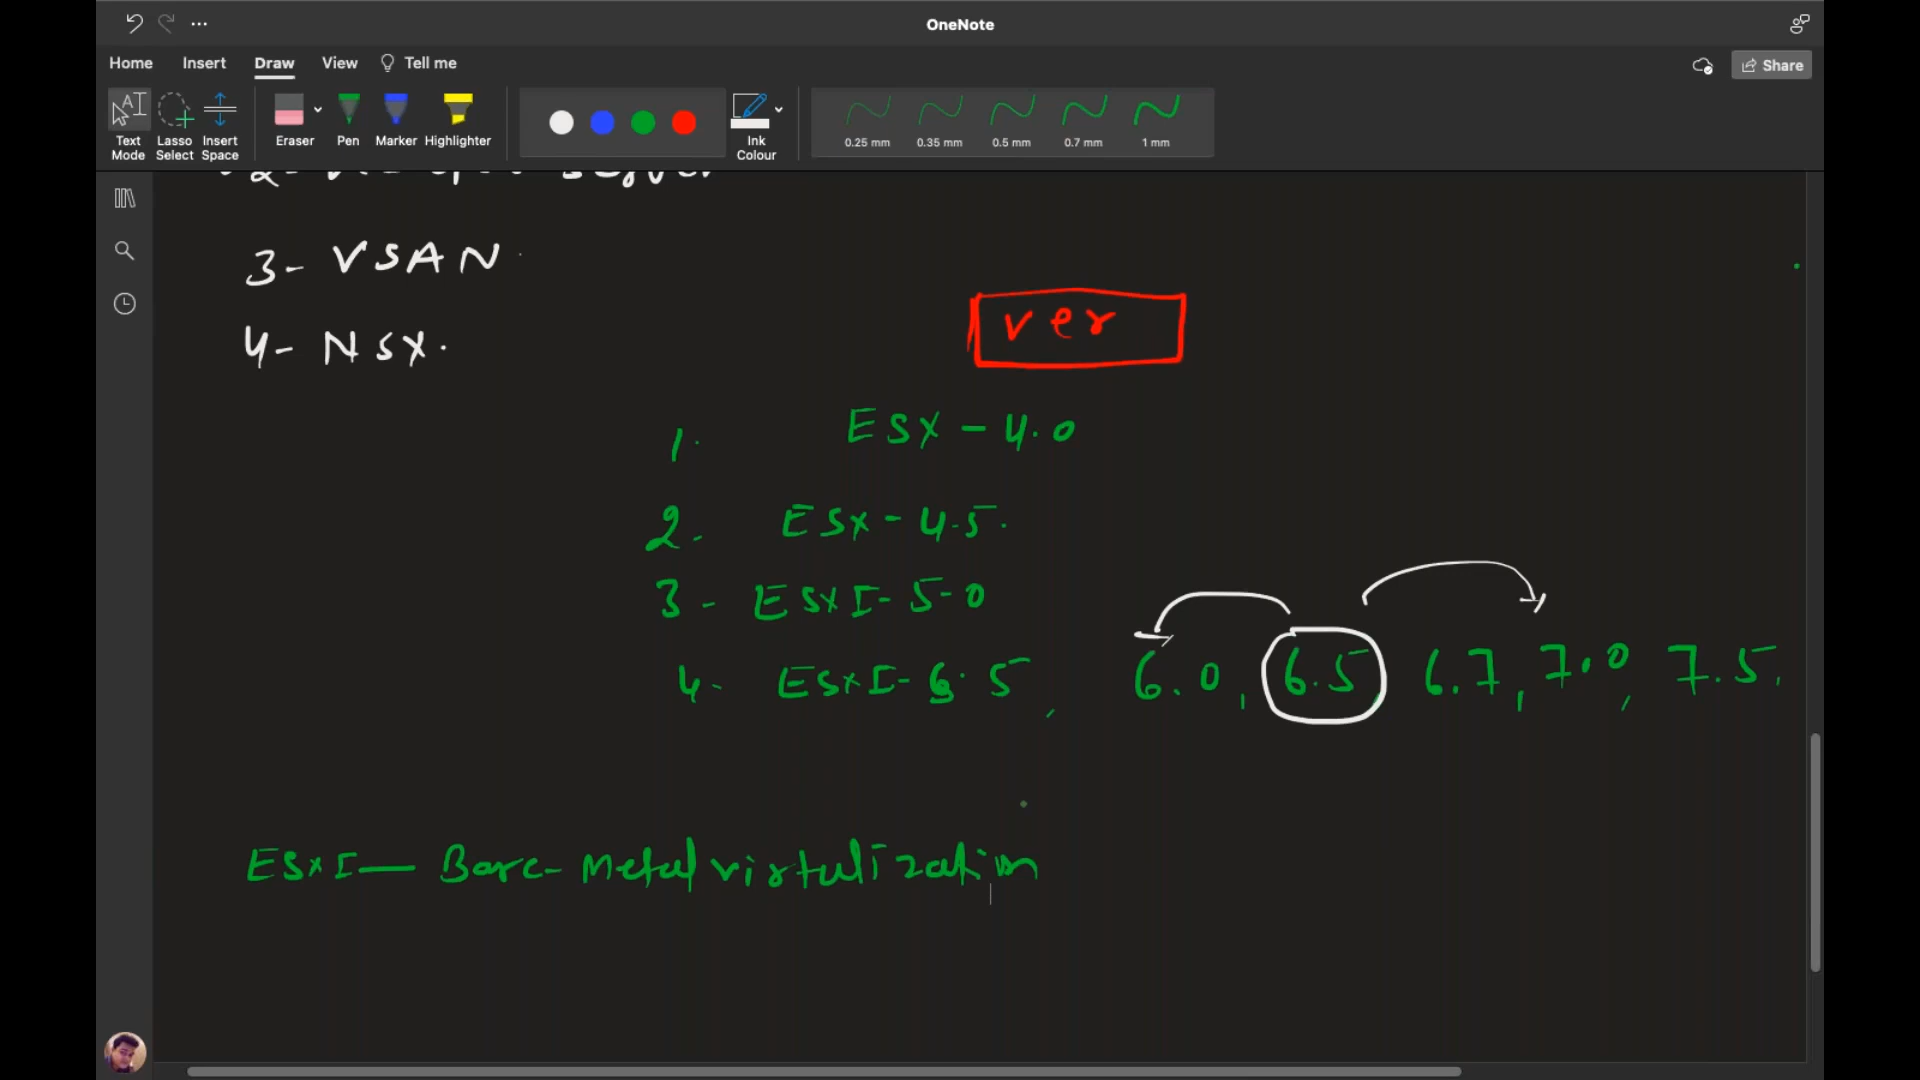 OneNote
Home Insert Draw View Tell me
Share
Text Mode
Lasso Select
Insert Space
Eraser
Pen
Marker
Highlighter
Ink Colour
0.25 mm
0.35 mm
0.5 mm
0.7 mm
1 mm
3- VSAN
4- NSX.
ver
1. ESX-4.0
2- ESX-4.5.
3- ESXI-5-0
4- ESXI-6.5, 6.0, 6.5, 6.7, 7.0, 7.5,
ESXI— Bare-Metal virtulization